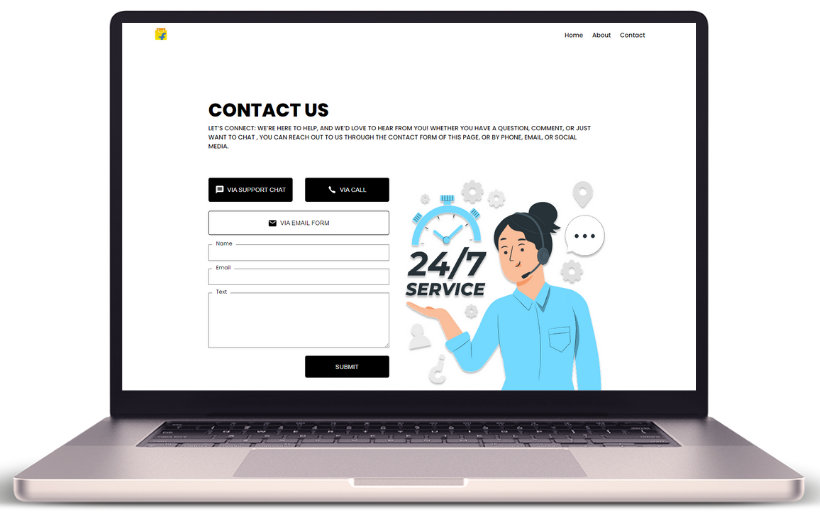 Home About Contact
CONTACT US
LET'S CONNECT: WE'RE HERE TO HELP, AND WE'D LOVE TO HEAR FROM YOU! WHETHER YOU HAVE A QUESTION, COMMENT, OR JUST
WANT TO CHAT , YOU CAN REACH OUT TO US THROUGH THE CONTACT FORM OF THIS PAGE, OR BY PHONE, EMAIL, OR SOCIAL
MEDIA.
VIA SUPPORT CHAT
VIA CALL
VIA EMAIL FORM
Name
Email
Text
SUBMIT
24/7
SERVICE